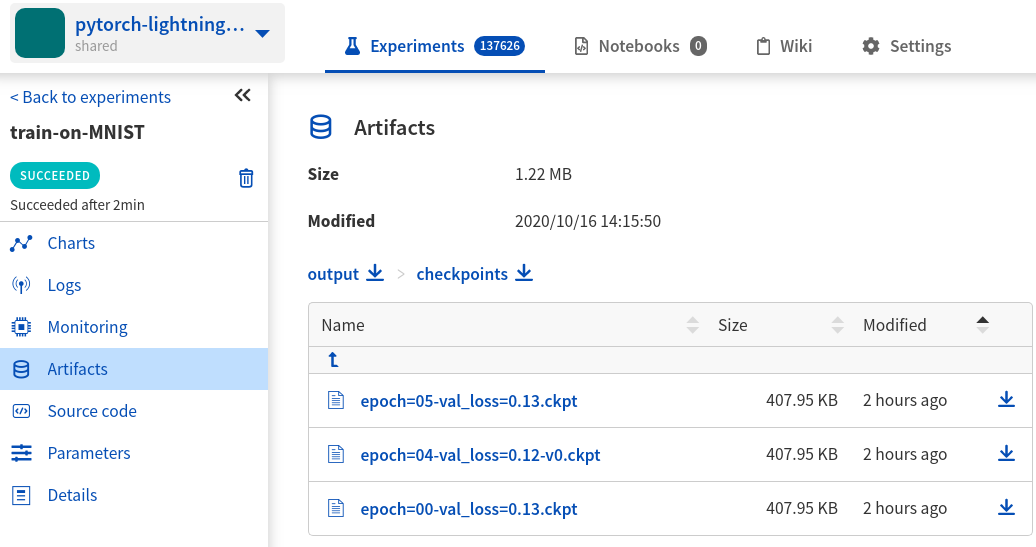 pytorch-lightning...
shared
Experiments 137626
Notebooks 0
Wiki
Settings
< Back to experiments
train-on-MNIST
SUCCEEDED
Succeeded after 2min
Charts
Logs
Monitoring
Artifacts
Source code
Parameters
Details
Artifacts
Size 1.22 MB
Modified 2020/10/16 14:15:50
output > checkpoints
Name Size Modified
epoch=05-val_loss=0.13.ckpt 407.95 KB 2 hours ago
epoch=04-val_loss=0.12-v0.ckpt 407.95 KB 2 hours ago
epoch=00-val_loss=0.13.ckpt 407.95 KB 2 hours ago